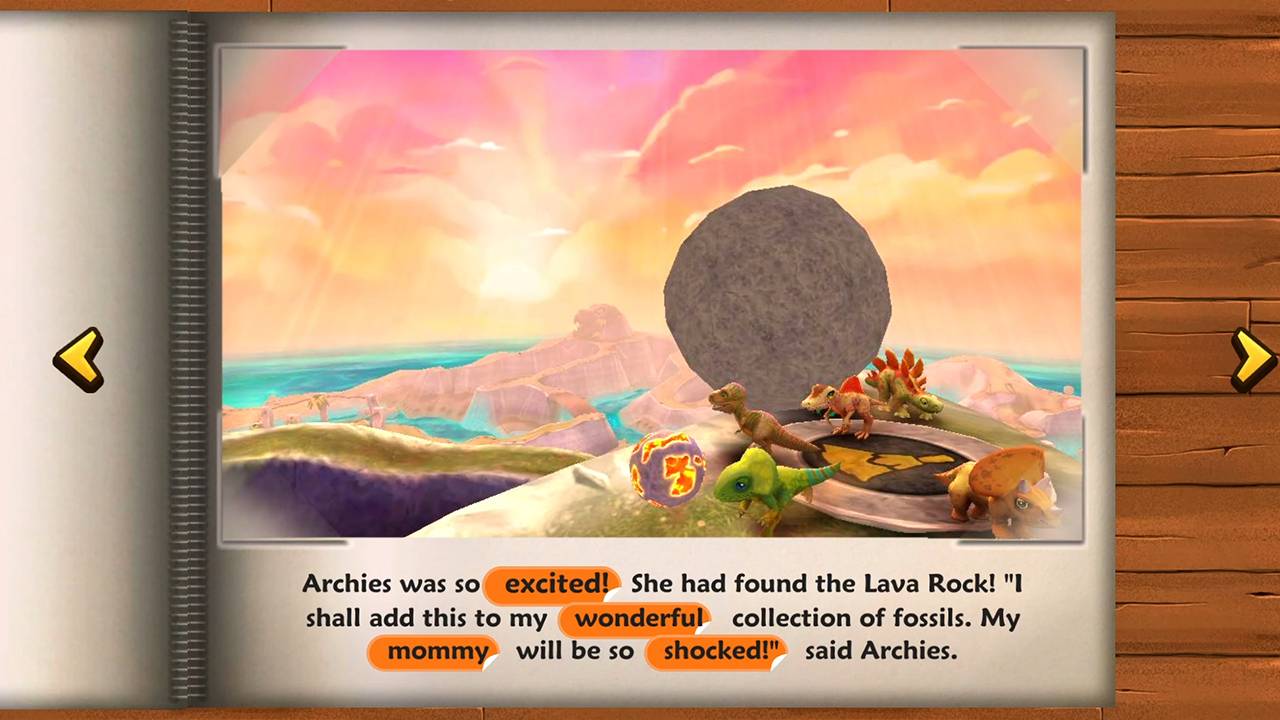 Archies was so excited! She had found the Lava Rock! "I
shall add this to my wonderful collection of fossils. My
mommy will be so shocked!" said Archies.